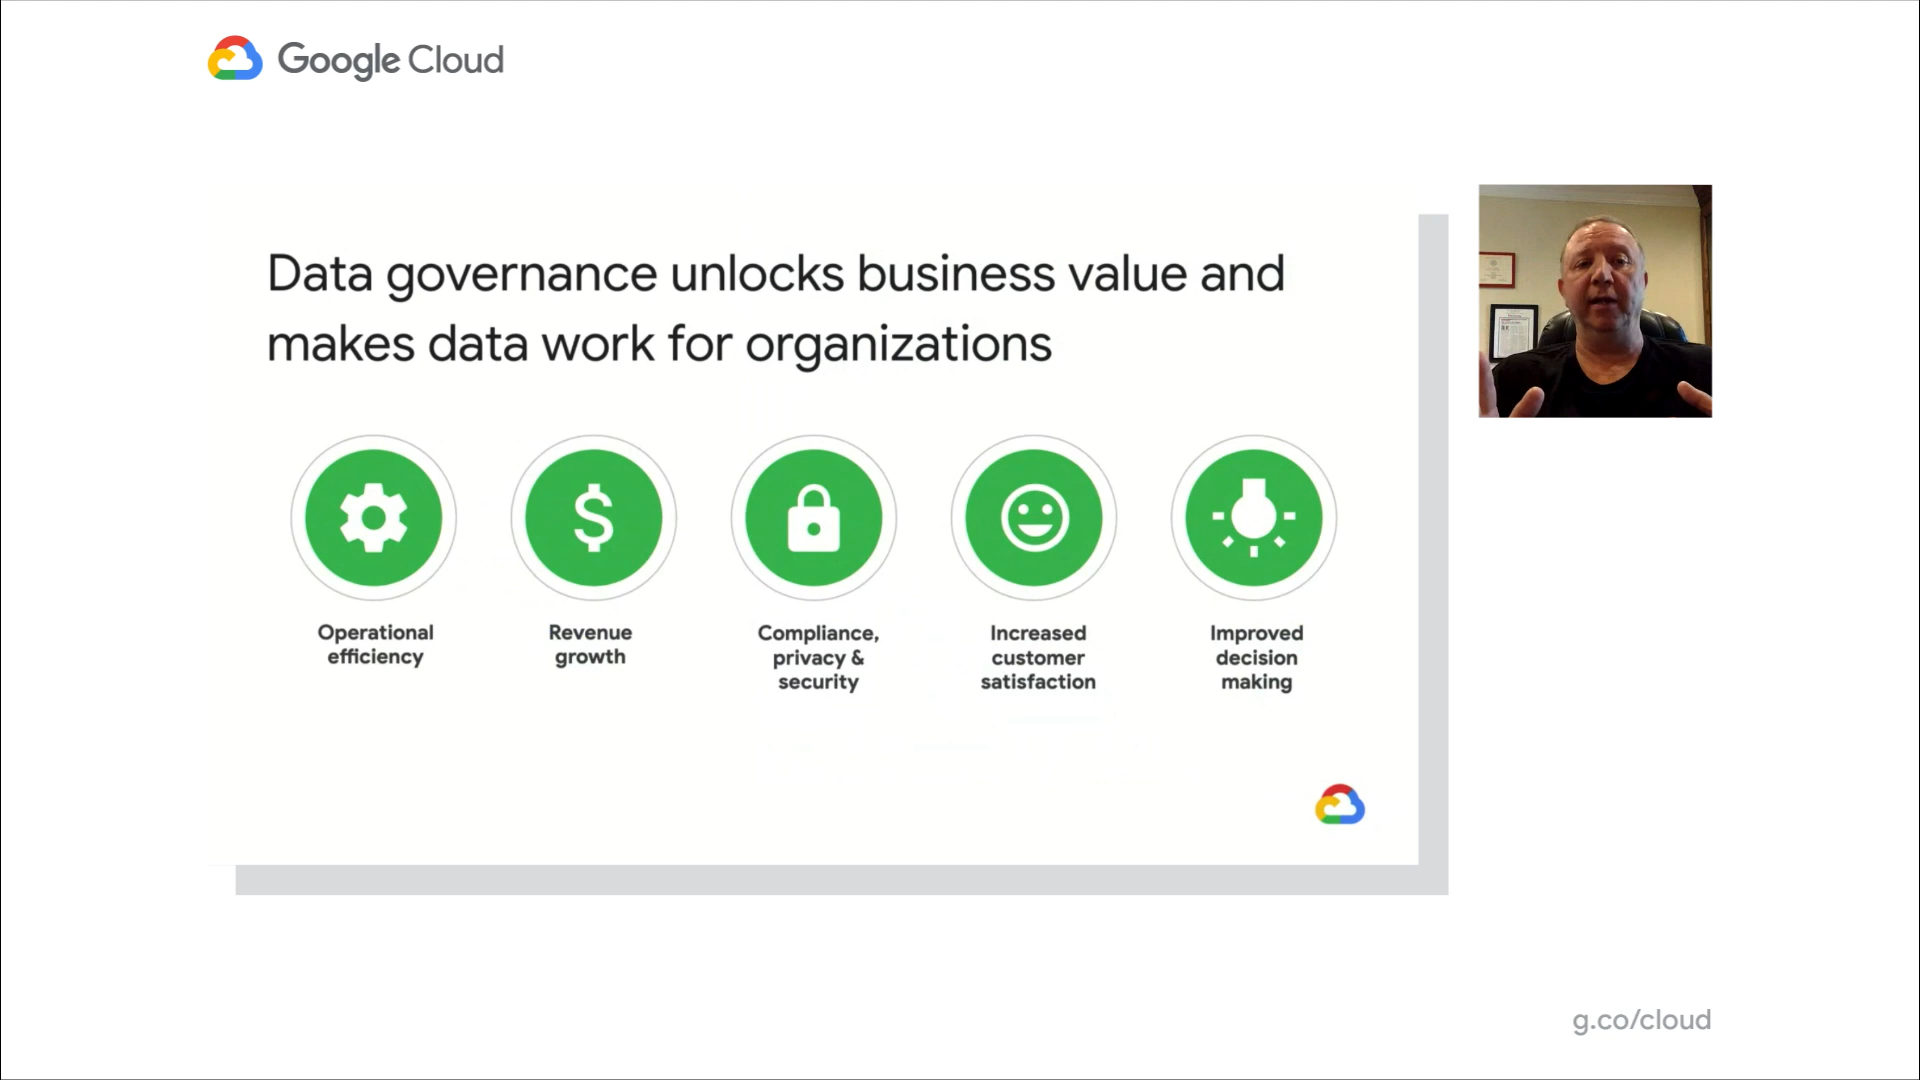 Google Cloud
Data governance unlocks business value and
makes data work for organizations
Operational
efficiency
Revenue
growth
Compliance,
privacy &
security
Increased
customer
satisfaction
Improved
decision
making
g.co/cloud